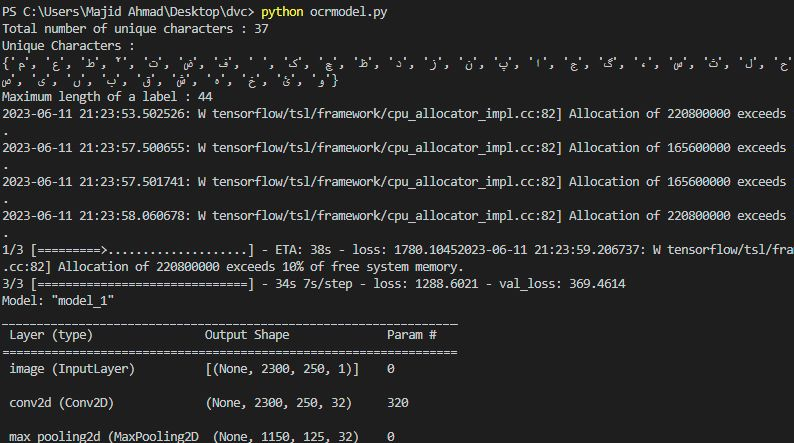 PS C:\Users\Majid Ahmad\Desktop\dvc> python ocrmodel.py
Total number of unique characters : 37
Unique Characters :
Maximum length of a label : 44
2023-06-11 21:23:53.502526: W tensorflow/tsl/framework/cpu_allocator_impl.cc:82] Allocation of 220800000 exceeds
.
2023-06-11 21:23:57.500655: W tensorflow/tsl/framework/cpu_allocator_impl.cc:82] Allocation of 165600000 exceeds
.
2023-06-11 21:23:57.501741: W tensorflow/tsl/framework/cpu_allocator_impl.cc:82] Allocation of 165600000 exceeds
.
2023-06-11 21:23:58.060678: W tensorflow/tsl/framework/cpu_allocator_impl.cc:82] Allocation of 220800000 exceeds
.
1/3 [=========>....................] - ETA: 38s - loss: 1780.10452023-06-11 21:23:59.206737: W tensorflow/tsl/fra
.cc:82] Allocation of 220800000 exceeds 10% of free system memory.
3/3 [==============================] - 34s 7s/step - loss: 1288.6021 - val_loss: 369.4614
Model: "model_1"
_________________________________________________________________
Layer (type) Output Shape Param #
=================================================================
image (InputLayer) [(None, 2300, 250, 1)] 0
conv2d (Conv2D) (None, 2300, 250, 32) 320
max_pooling2d (MaxPooling2D (None, 1150, 125, 32) 0